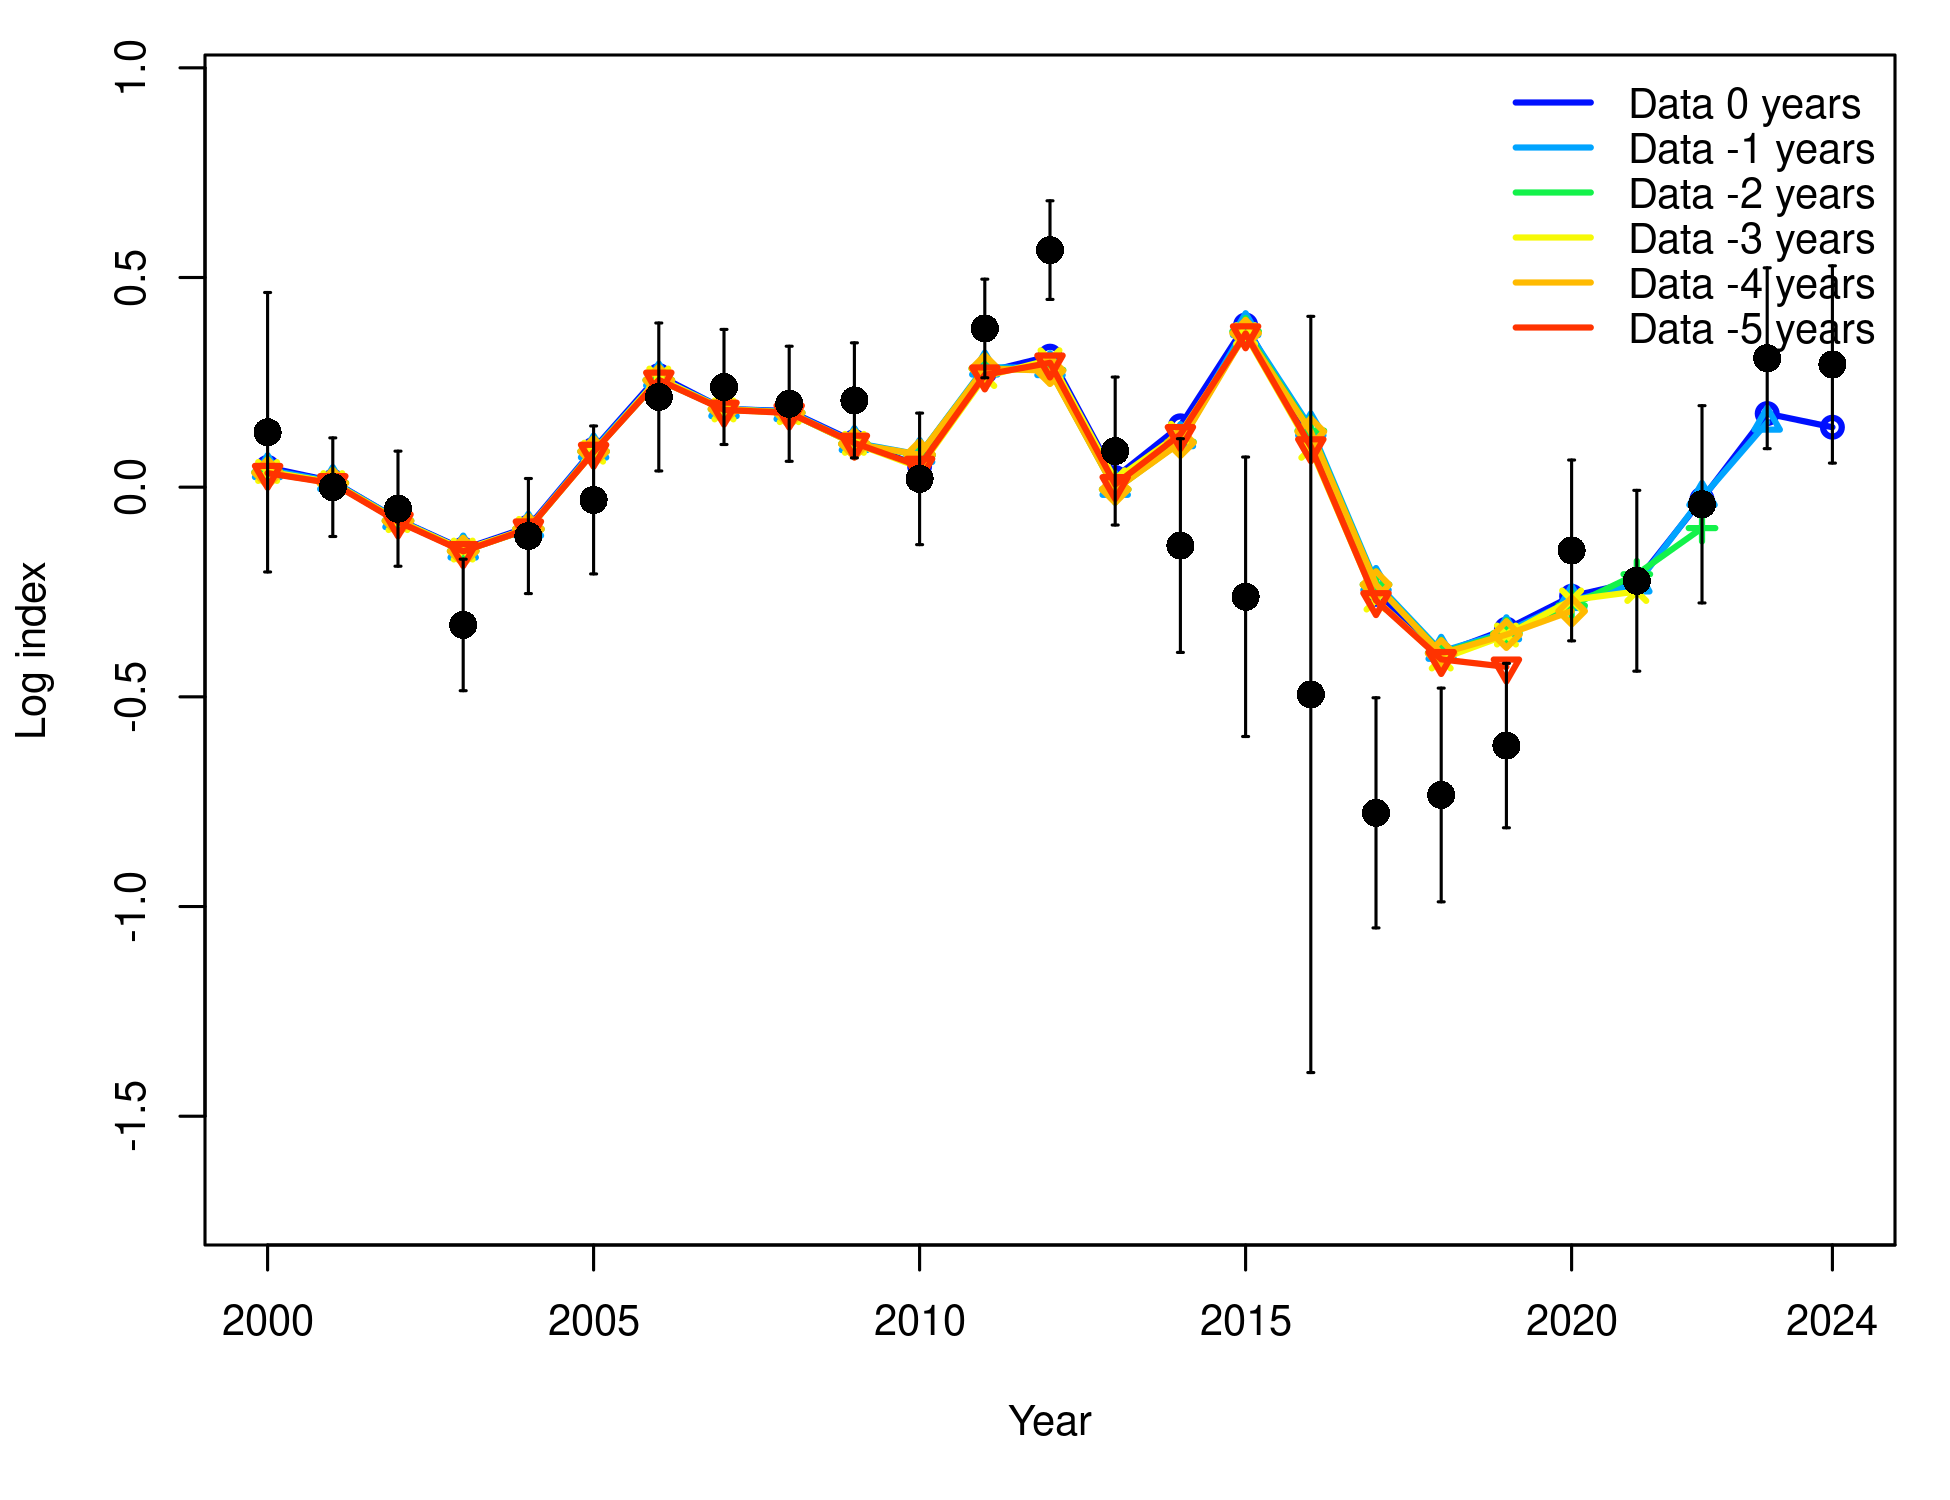 1.0
0.5
0.0
-0.5
-1.0
-1.5
Log index
Data 0 years
Data -1 years
Data -2 years
Data -3 years
Data -4 years
Data -5 years
2000 2005 2010 2015 2020 2024
Year